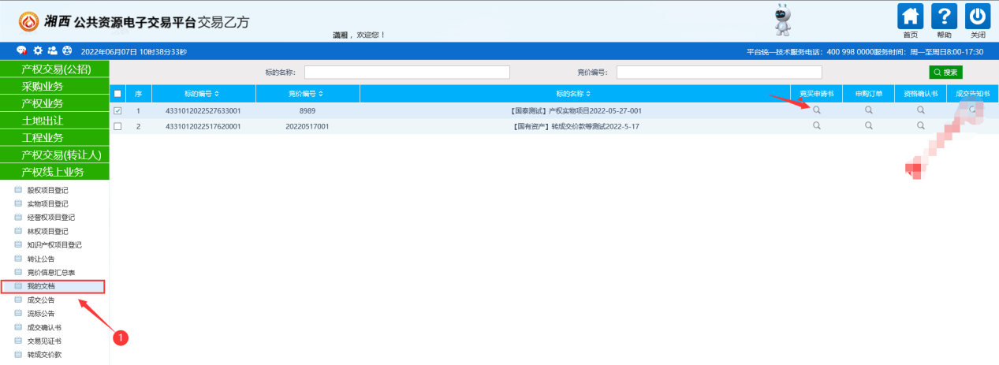 湘西 公共资源电子交易平台交易乙方
潇湘，欢迎您！
首页 帮助 关闭
2022年06月07日 10时38分33秒
平台统一技术服务电话：400 998 0000服务时间：周一至周日8:00-17:30
产权交易(公招)
采购业务
产权业务
土地出让
工程业务
产权交易(转让人)
产权线上业务
股权项目登记
实物项目登记
经营权项目登记
林权项目登记
知识产权项目登记
转让公告
竞价信息汇总表
我的文档
成交公告
流标公告
成交确认书
交易见证书
转成交价款
1
标的名称： 竞价编号： 搜索
序 标的编号 竞价编号 标的名称 竞买申请书 申购订单 资格确认书 成交告知书
1 4331012022527633001 8989 【国泰测试】产权实物项目2022-05-27-001
2 4331012022517620001 20220517001 【国有资产】转成交价款等测试2022-5-17